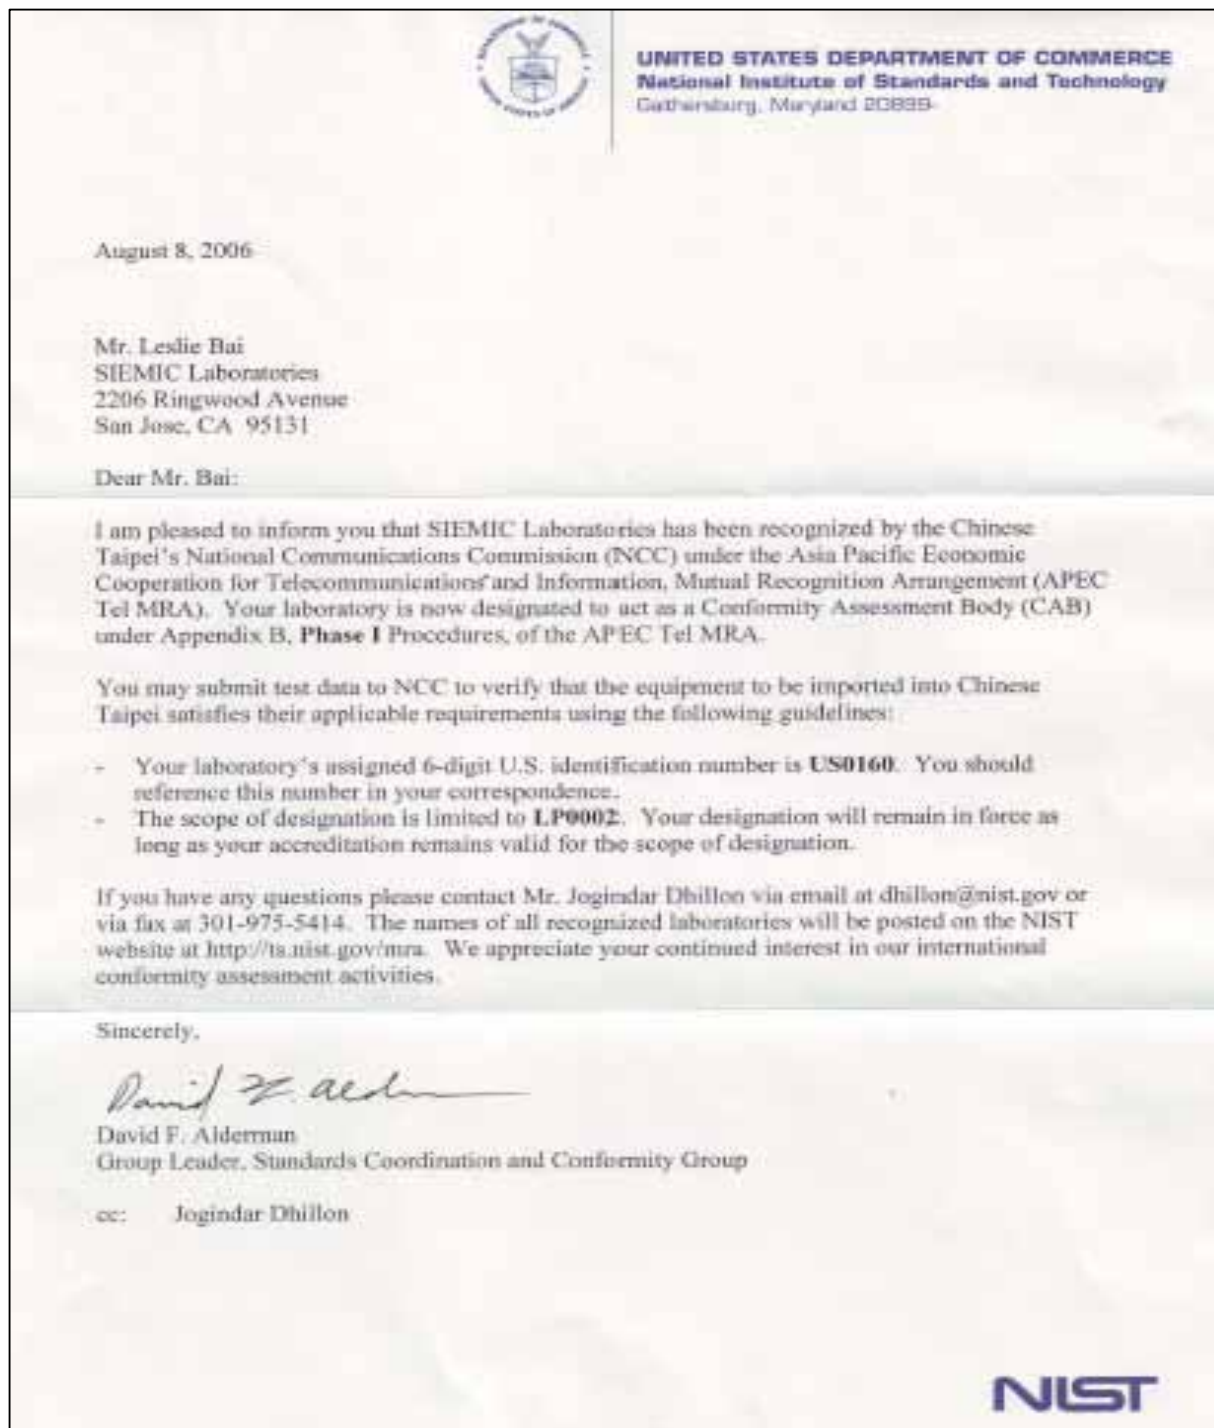 DEPARTMENT OF COMMERCE
UNITED STATES OF AMERICA
UNITED STATES DEPARTMENT OF COMMERCE
National Institute of Standards and Technology
Gaithersburg, Maryland 20899-
August 8, 2006
Mr. Leslie Bai
SIEMIC Laboratories
2206 Ringwood Avenue
San Jose, CA 95131
Dear Mr. Bai:
I am pleased to inform you that SIEMIC Laboratories has been recognized by the Chinese
Taipei's National Communications Commission (NCC) under the Asia Pacific Economic
Cooperation for Telecommunications and Information, Mutual Recognition Arrangement (APEC
Tel MRA). Your laboratory is now designated to act as a Conformity Assessment Body (CAB)
under Appendix B, Phase I Procedures, of the APEC Tel MRA.
You may submit test data to NCC to verify that the equipment to be imported into Chinese
Taipei satisfies their applicable requirements using the following guidelines:
- Your laboratory's assigned 6-digit U.S. identification number is US0160. You should
reference this number in your correspondence.
- The scope of designation is limited to LP0002. Your designation will remain in force as
long as your accreditation remains valid for the scope of designation.
If you have any questions please contact Mr. Jogindar Dhillon via email at dhillon@nist.gov or
via fax at 301-975-5414. The names of all recognized laboratories will be posted on the NIST
website at http://ts.nist.gov/mra. We appreciate your continued interest in our international
conformity assessment activities.
Sincerely,
David F. Alderman
David F. Alderman
Group Leader, Standards Coordination and Conformity Group
cc: Jogindar Dhillon
NIST